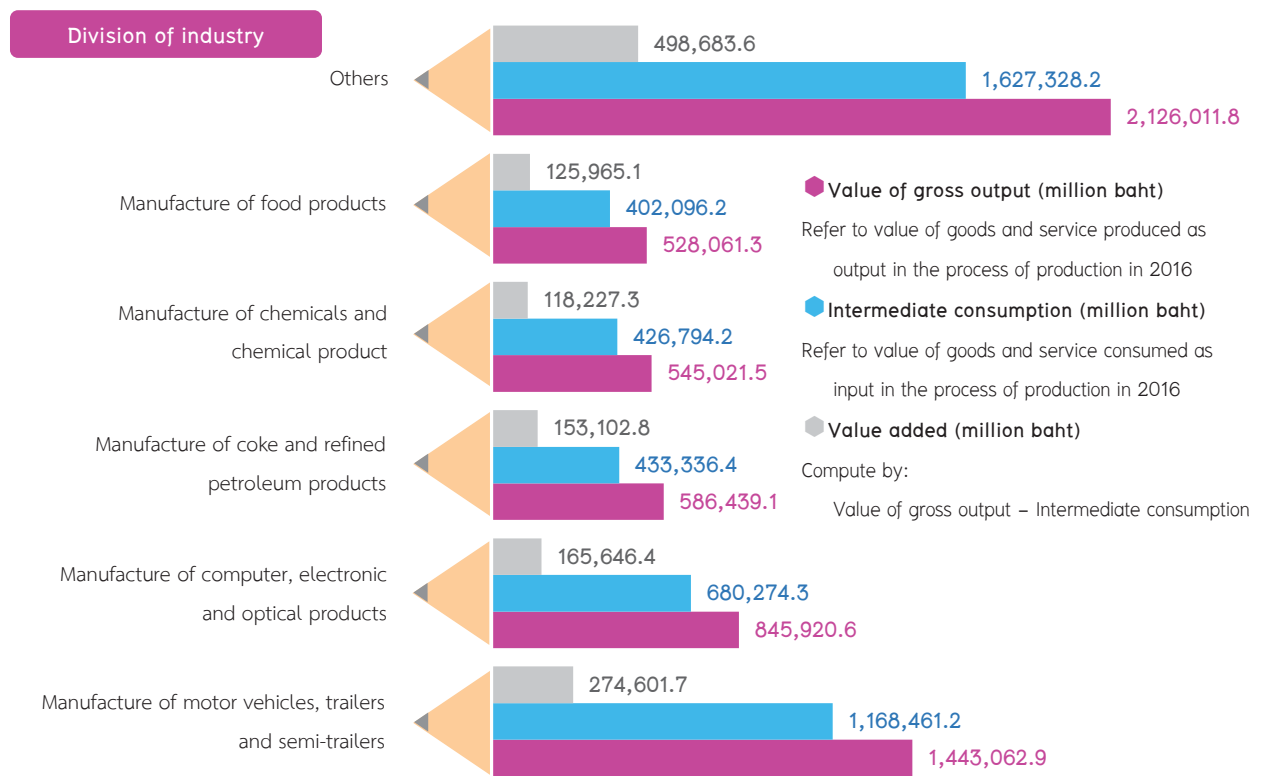 Division of industry
Others
498,683.6
1,627,328.2
2,126,011.8
Manufacture of food products
125,965.1
402,096.2
528,061.3
Manufacture of chemicals and
chemical product
118,227.3
426,794.2
545,021.5
Manufacture of coke and refined
petroleum products
153,102.8
433,336.4
586,439.1
Manufacture of computer, electronic
and optical products
165,646.4
680,274.3
845,920.6
Manufacture of motor vehicles, trailers
and semi-trailers
274,601.7
1,168,461.2
1,443,062.9
Value of gross output (million baht)
Refer to value of goods and service produced as
output in the process of production in 2016
Intermediate consumption (million baht)
Refer to value of goods and service consumed as
input in the process of production in 2016
Value added (million baht)
Compute by:
Value of gross output – Intermediate consumption